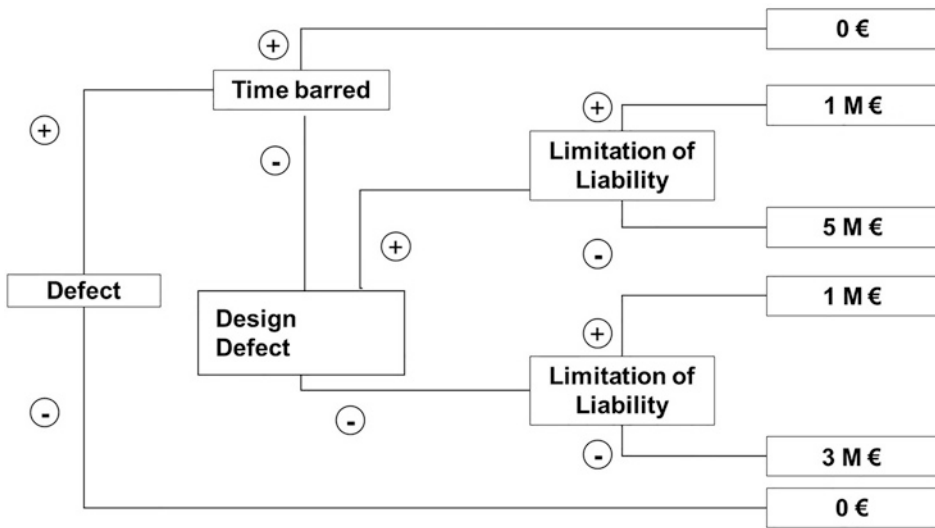 0 €
+
Time barred
1 M €
+
+
Limitation of
Liability
-
5 M €
+
-
Defect
1 M €
Design
Defect
+
Limitation of
Liability
-
-
-
3 M €
0 €